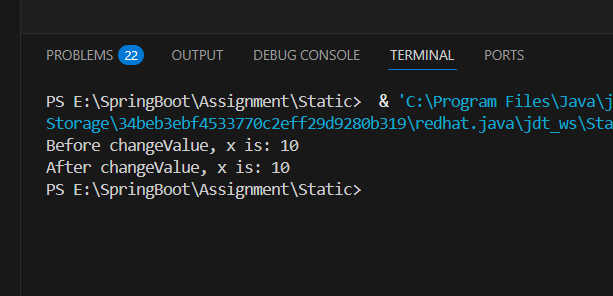 PROBLEMS 22 OUTPUT DEBUG CONSOLE TERMINAL PORTS
PS E:\SpringBoot\Assignment\Static> & 'C:\Program Files\Java\j
Storage\34beb3ebf4533770c2eff29d9280b319\redhat.java\jdt_ws\Sta
Before changeValue, x is: 10
After changeValue, x is: 10
PS E:\SpringBoot\Assignment\Static>